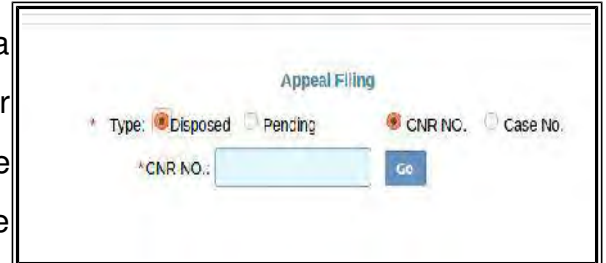 a
r
e
e
Appeal Filing
* Type: Disposed Pending CNR NO. Case No.
*CNR NO.: Go